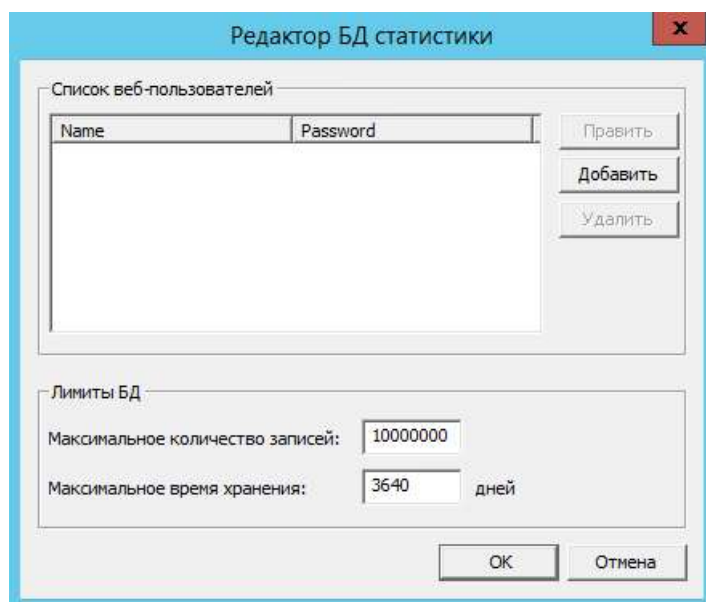 Редактор БД статистики
x
Список веб-пользователей
Name Password
Править
Добавить
Удалить
Лимиты БД
Максимальное количество записей: 10000000
Максимальное время хранения: 3640 дней
OK Отмена